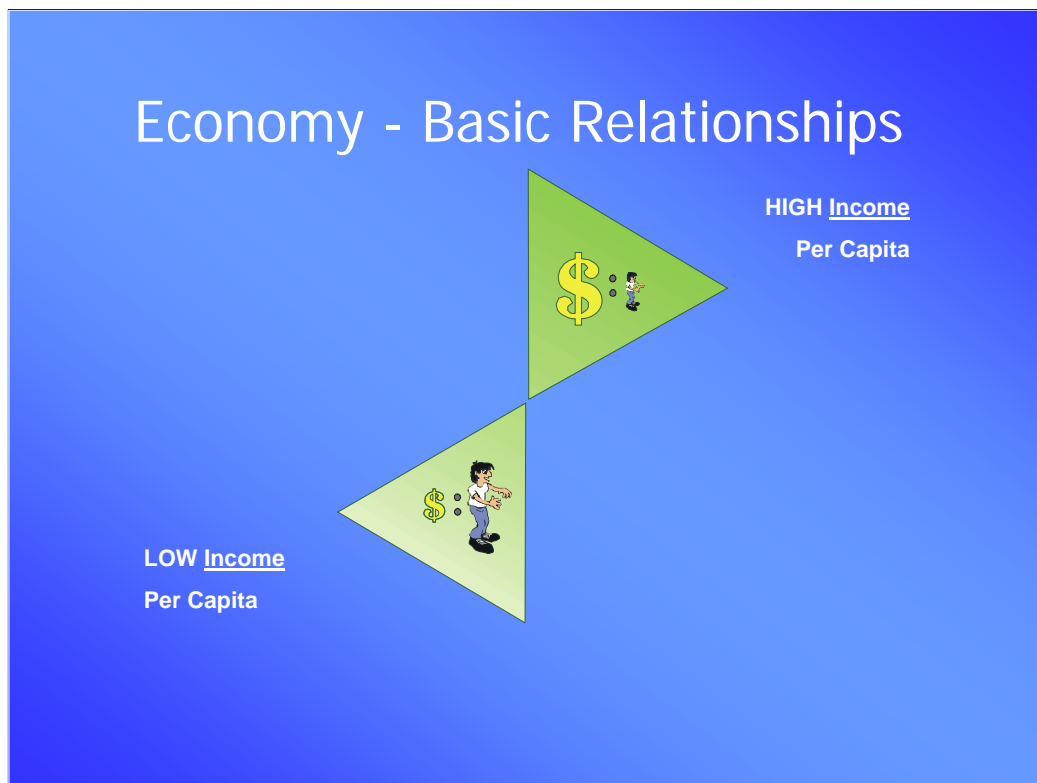 Economy - Basic Relationships
HIGH Income
Per Capita
$ :
$ :
LOW Income
Per Capita